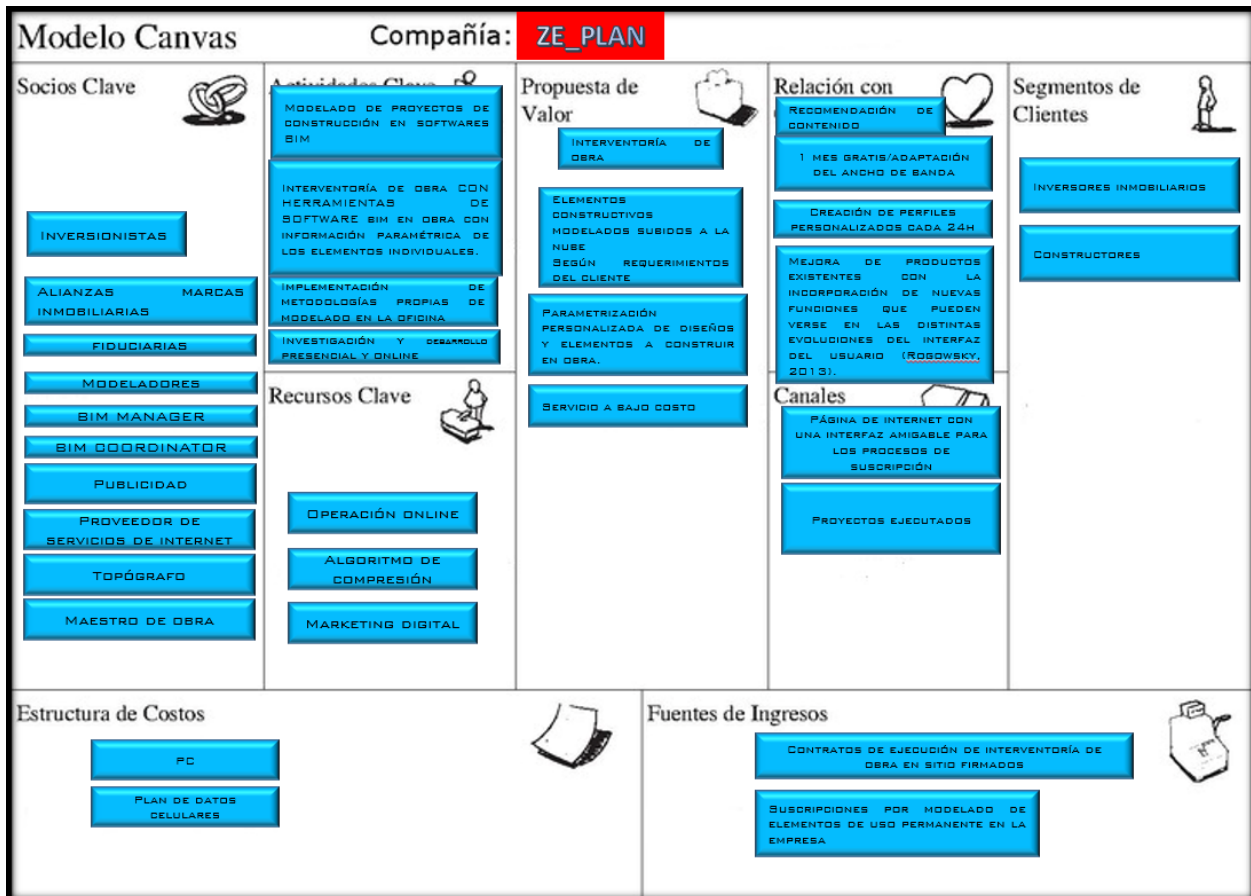 Modelo Canvas
Compañía:
ZE_PLAN
Socios Clave
INVERSIONISTAS
ALIANZAS MARCAS
INMOBILIARIAS
FIDUCIARIAS
MODELADORES
BIM MANAGER
BIM COORDINATOR
PUBLICIDAD
PROVEEDOR DE
SERVICIOS DE INTERNET
TOPÓGRAFO
MAESTRO DE OBRA
Actividades Clave
MODELADO DE PROYECTOS DE
CONSTRUCCIÓN EN SOFTWARES
BIM
INTERVENTORÍA DE OBRA CON
HERRAMIENTAS DE
SOFTWARE BIM EN OBRA CON
INFORMACIÓN PARAMÉTRICA DE
LOS ELEMENTOS INDIVIDUALES.
IMPLEMENTACIÓN DE
METODOLOGÍAS PROPIAS DE
MODELADO EN LA OFICINA
INVESTIGACIÓN Y DESARROLLO
PRESENCIAL Y ONLINE
Recursos Clave
OPERACIÓN ONLINE
ALGORITMO DE
COMPRESIÓN
MARKETING DIGITAL
Propuesta de
Valor
INTERVENTORÍA DE
OBRA
ELEMENTOS
CONSTRUCTIVOS
MODELADOS SUBIDOS A LA
NUBE
SEGÚN REQUERIMIENTOS
DEL CLIENTE
PARAMETRIZACIÓN
PERSONALIZADA DE DISEÑOS
Y ELEMENTOS A CONSTRUIR
EN OBRA.
SERVICIO A BAJO COSTO
Relación con
RECOMENDACIÓN DE
CONTENIDO
1 MES GRATIS/ADAPTACIÓN
DEL ANCHO DE BANDA
CREACIÓN DE PERFILES
PERSONALIZADOS CADA 24H
MEJORA DE PRODUCTOS
EXISTENTES CON LA
INCORPORACIÓN DE NUEVAS
FUNCIONES QUE PUEDEN
VERSE EN LAS DISTINTAS
EVOLUCIONES DEL INTERFAZ
DEL USUARIO (ROGOWSKY,
2013).
Canales
PÁGINA DE INTERNET CON
UNA INTERFAZ AMIGABLE PARA
LOS PROCESOS DE
SUSCRIPCIÓN
PROYECTOS EJECUTADOS
Segmentos de
Clientes
INVERSORES INMOBILIARIOS
CONSTRUCTORES
Estructura de Costos
PC
PLAN DE DATOS
CELULARES
Fuentes de Ingresos
CONTRATOS DE EJECUCIÓN DE INTERVENTORÍA DE
OBRA EN SITIO FIRMADOS
SUSCRIPCIONES POR MODELADO DE
ELEMENTOS DE USO PERMANENTE EN LA
EMPRESA